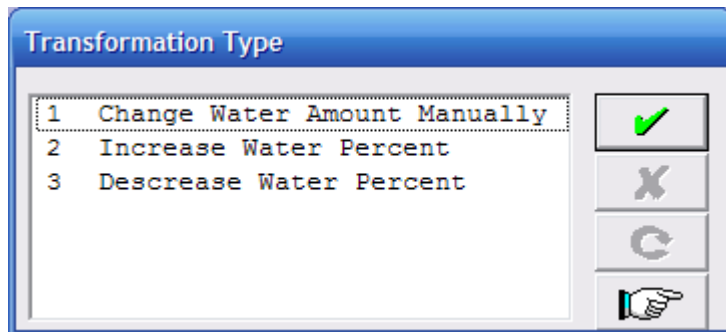 Transformation Type
1 Change Water Amount Manually
2 Increase Water Percent
3 Descrease Water Percent